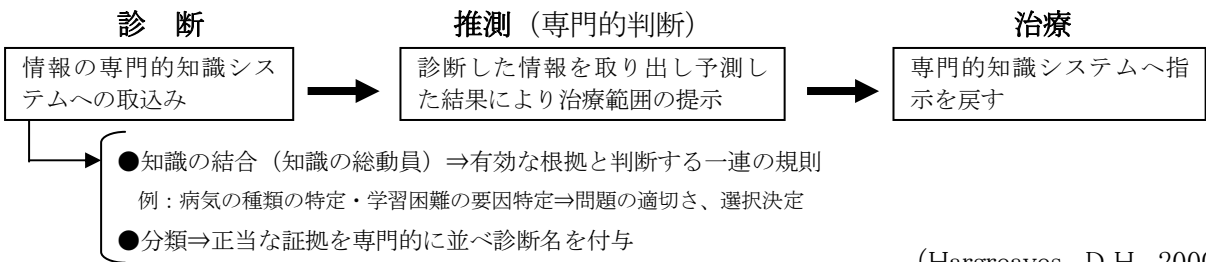 診 断
推測（専門的判断）
治療
情報の専門的知識シス
テムへの取込み
診断した情報を取り出し予測し
た結果により治療範囲の提示
専門的知識システムへ指
示を戻す
●知識の結合（知識の総動員）⇒有効な根拠と判断する一連の規則
例：病気の種類の特定・学習困難の要因特定⇒問題の適切さ、選択決定
●分類⇒正当な証拠を専門的に並べ診断名を付与